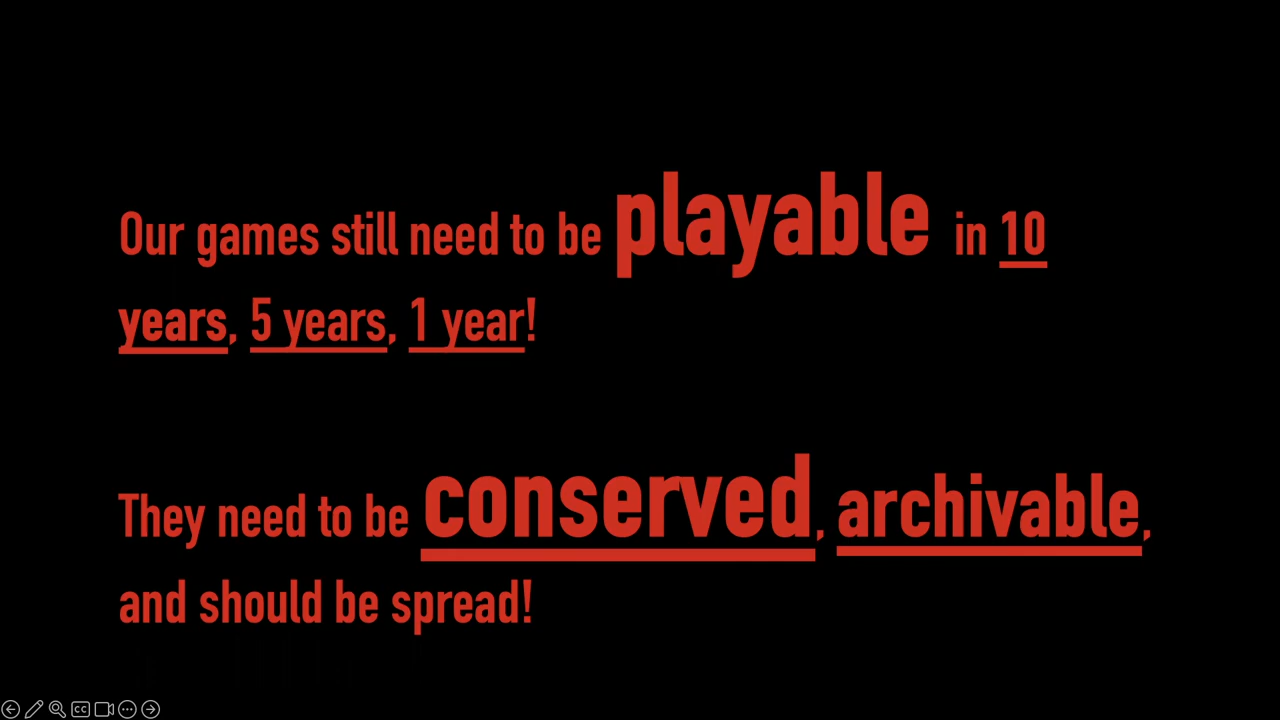 Our games still need to be playable in 10
years, 5 years, 1 year!
They need to be conserved, archivable,
and should be spread!
CC